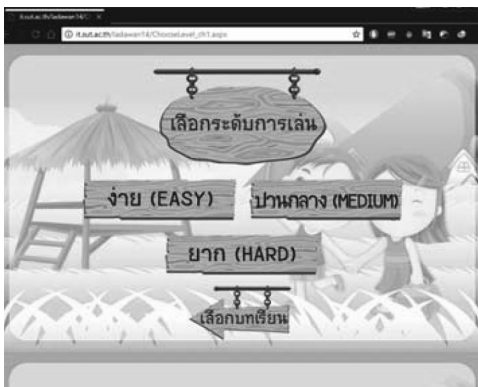 it.sut.ac.th/ladawan14/ChooseLevel_ch1.aspx
เลือกระดับการเล่น
ง่าย (EASY)
ปานกลาง (MEDIUM)
ยาก (HARD)
เลือกบทเรียน